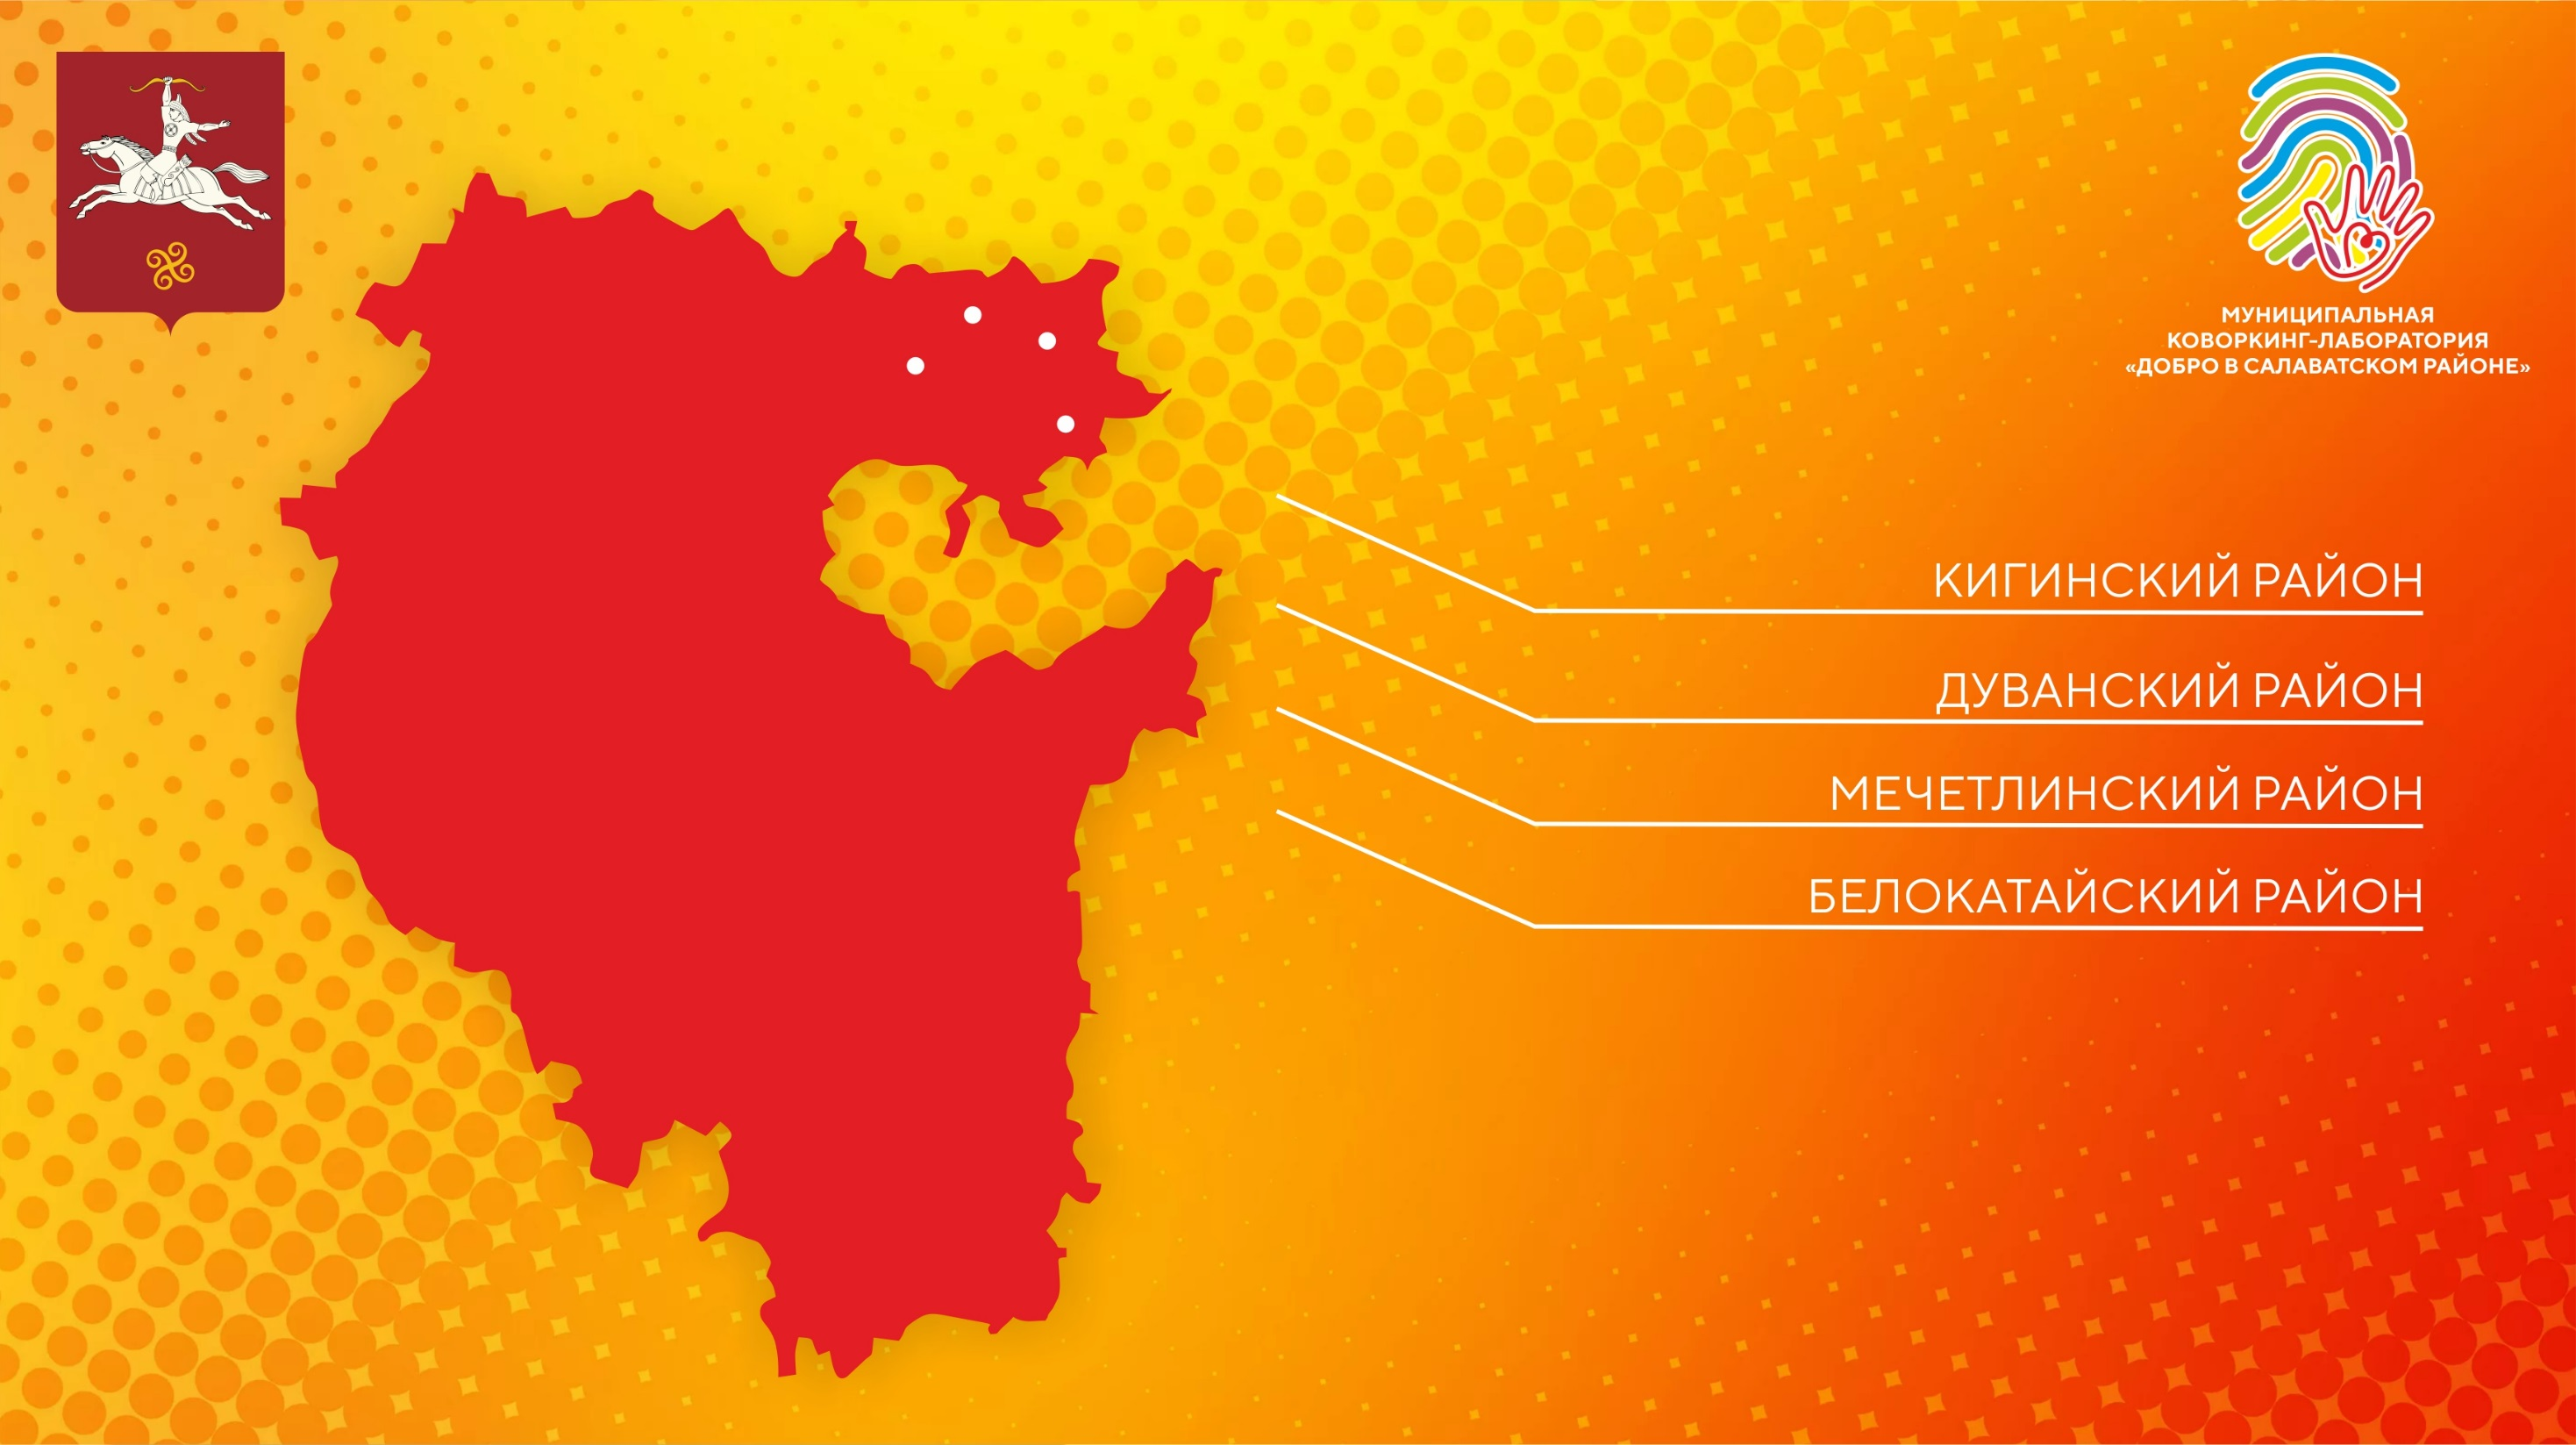 МУНИЦИПАЛЬНАЯ
КОВОРКИНГ-ЛАБОРАТОРИЯ
«ДОБРО В САЛАВАТСКОМ РАЙОНЕ»
КИГИНСКИЙ РАЙОН
ДУВАНСКИЙ РАЙОН
МЕЧЕТЛИНСКИЙ РАЙОН
БЕЛОКАТАЙСКИЙ РАЙОН